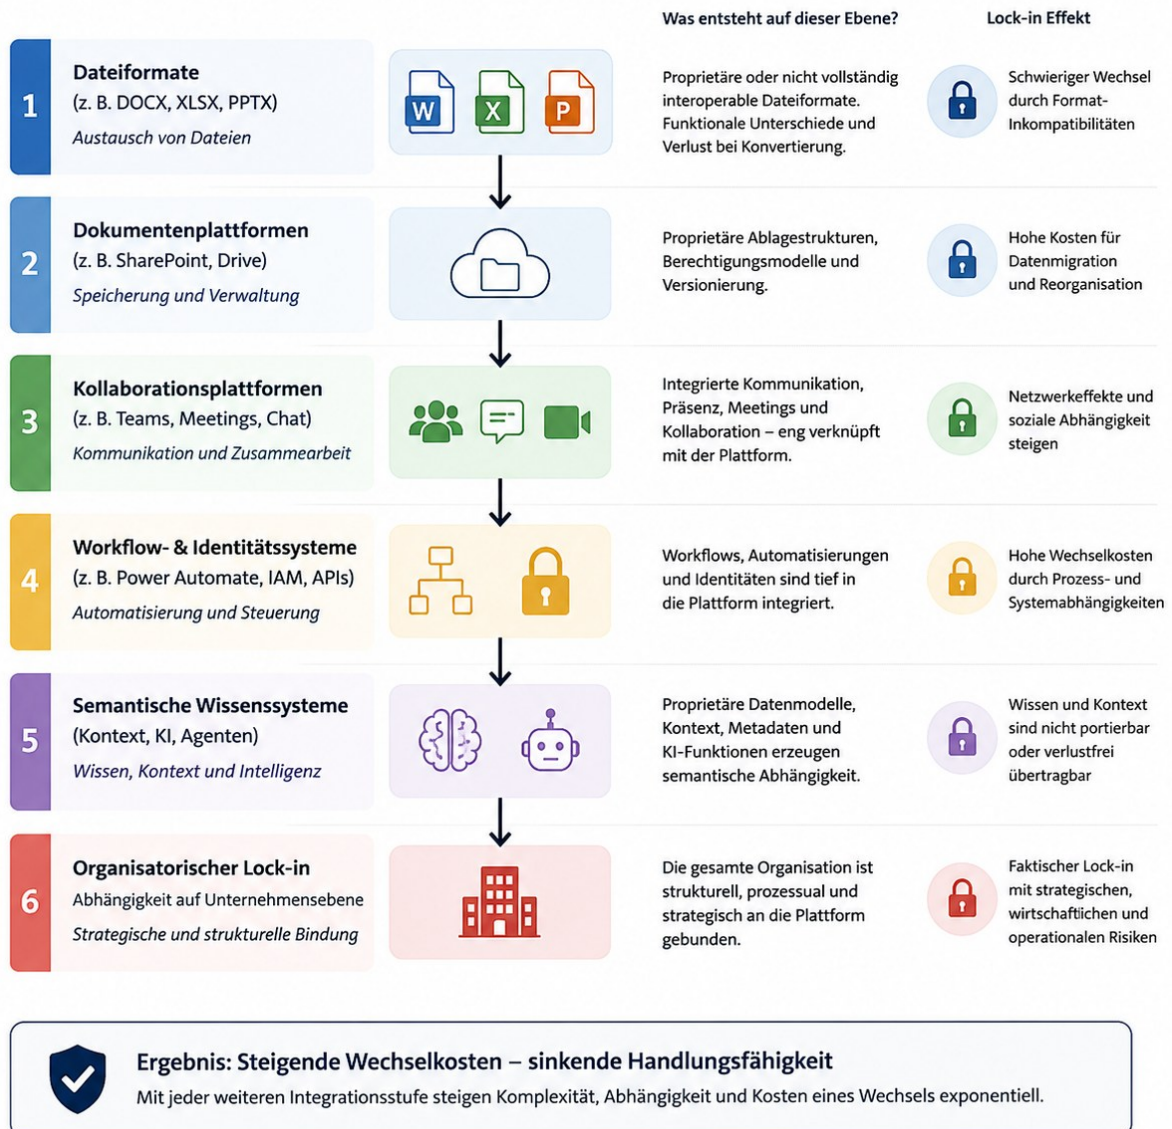 Was entsteht auf dieser Ebene?
Lock-in Effekt
1
Dateiformate
(z. B. DOCX, XLSX, PPTX)
Austausch von Dateien
W
X
P
Proprietäre oder nicht vollständig
interoperable Dateiformate.
Funktionale Unterschiede und
Verlust bei Konvertierung.
Schwieriger Wechsel
durch Format-
Inkompatibilitäten
2
Dokumentenplattformen
(z. B. SharePoint, Drive)
Speicherung und Verwaltung
Proprietäre Ablagestrukturen,
Berechtigungsmodelle und
Versionierung.
Hohe Kosten für
Datenmigration
und Reorganisation
3
Kollaborationsplattformen
(z. B. Teams, Meetings, Chat)
Kommunikation und Zusammearbeit
Integrierte Kommunikation,
Präsenz, Meetings und
Kollaboration – eng verknüpft
mit der Plattform.
Netzwerkeffekte und
soziale Abhängigkeit
steigen
4
Workflow- & Identitätssysteme
(z. B. Power Automate, IAM, APIs)
Automatisierung und Steuerung
Workflows, Automatisierungen
und Identitäten sind tief in
die Plattform integriert.
Hohe Wechselkosten
durch Prozess- und
Systemabhängigkeiten
5
Semantische Wissenssysteme
(Kontext, KI, Agenten)
Wissen, Kontext und Intelligenz
Proprietäre Datenmodelle,
Kontext, Metadaten und
KI-Funktionen erzeugen
semantische Abhängigkeit.
Wissen und Kontext
sind nicht portierbar
oder verlustfrei
übertragbar
6
Organisatorischer Lock-in
Abhängigkeit auf Unternehmensebene
Strategische und strukturelle Bindung
Die gesamte Organisation ist
strukturell, prozessual und
strategisch an die Plattform
gebunden.
Faktischer Lock-in
mit strategischen,
wirtschaftlichen und
operationalen Risiken
Ergebnis: Steigende Wechselkosten – sinkende Handlungsfähigkeit
Mit jeder weiteren Integrationsstufe steigen Komplexität, Abhängigkeit und Kosten eines Wechsels exponentiell.